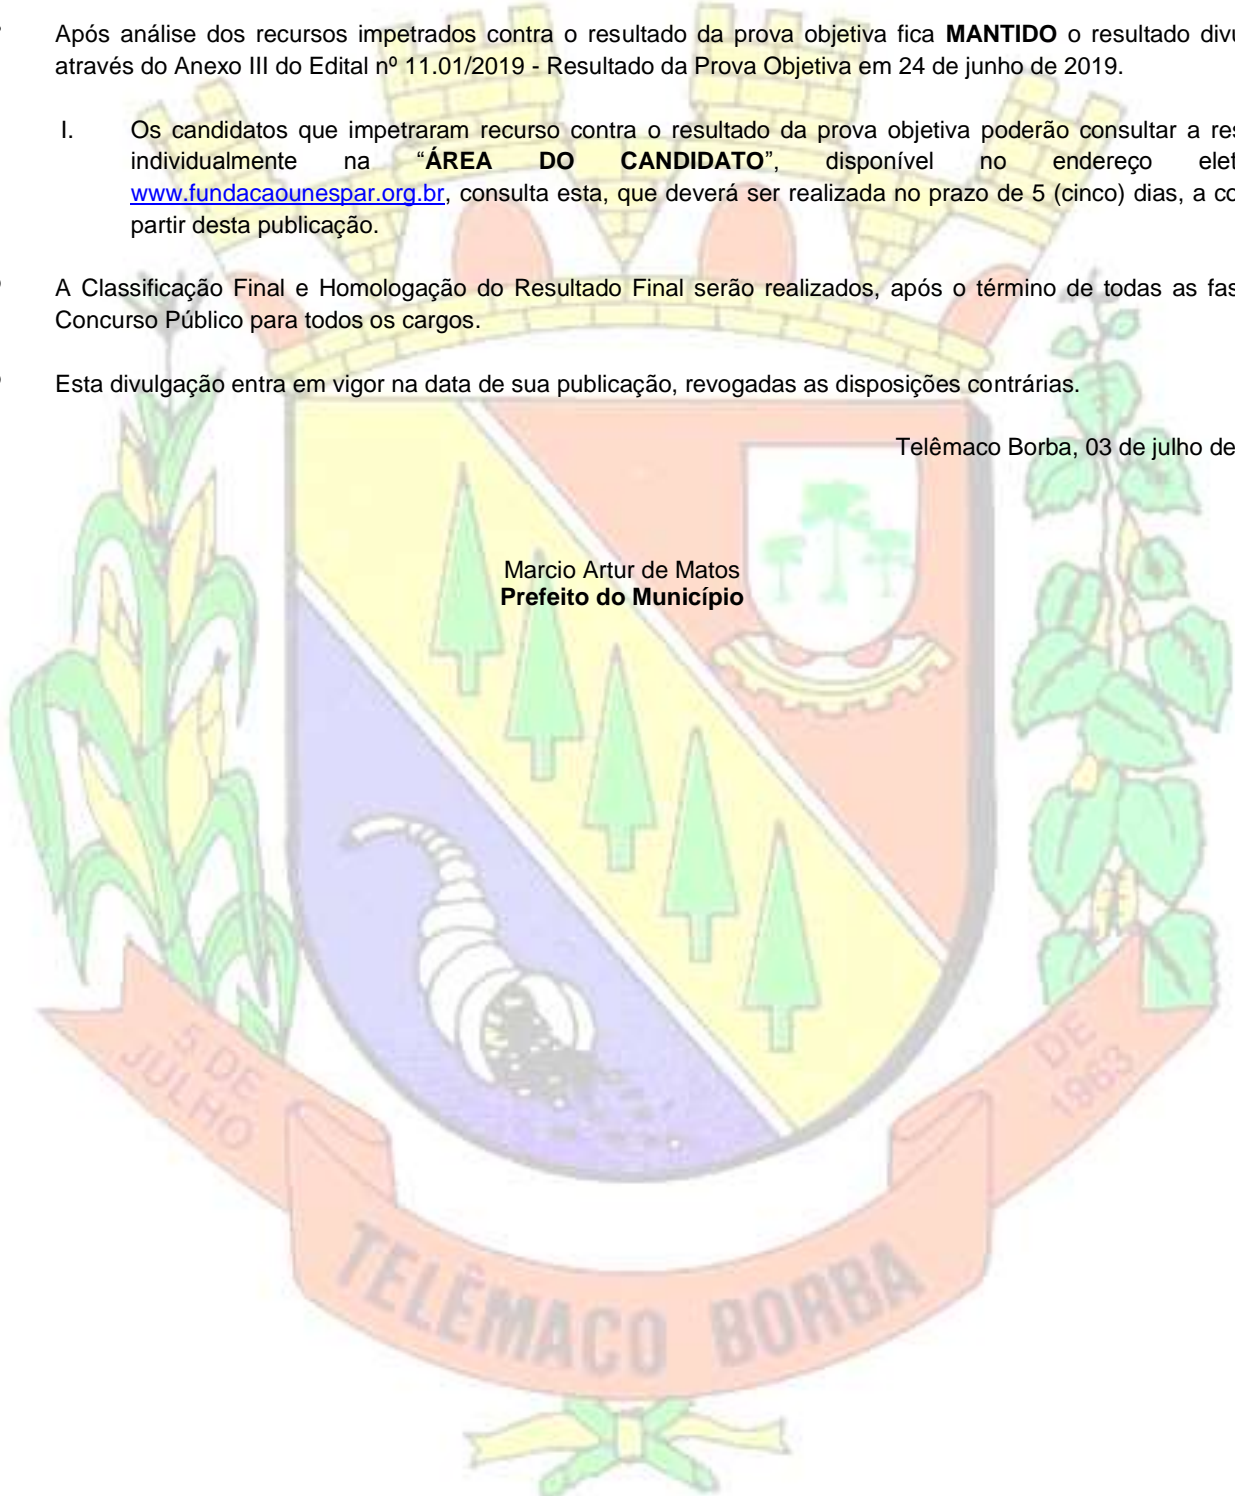 Após análise dos recursos impetrados contra o resultado da prova objetiva fica MANTIDO o resultado divu
através do Anexo III do Edital nº 11.01/2019 - Resultado da Prova Objetiva em 24 de junho de 2019.
I. Os candidatos que impetraram recurso contra o resultado da prova objetiva poderão consultar a res
individualmente na “ÁREA DO CANDIDATO”, disponível no endereço elet
www.fundacaounespar.org.br, consulta esta, que deverá ser realizada no prazo de 5 (cinco) dias, a co
partir desta publicação.
A Classificação Final e Homologação do Resultado Final serão realizados, após o término de todas as fas
Concurso Público para todos os cargos.
Esta divulgação entra em vigor na data de sua publicação, revogadas as disposições contrárias.
Telêmaco Borba, 03 de julho de
Marcio Artur de Matos
Prefeito do Município
5 DE
JULHO
DE
1963
TELÊMACO BORBA